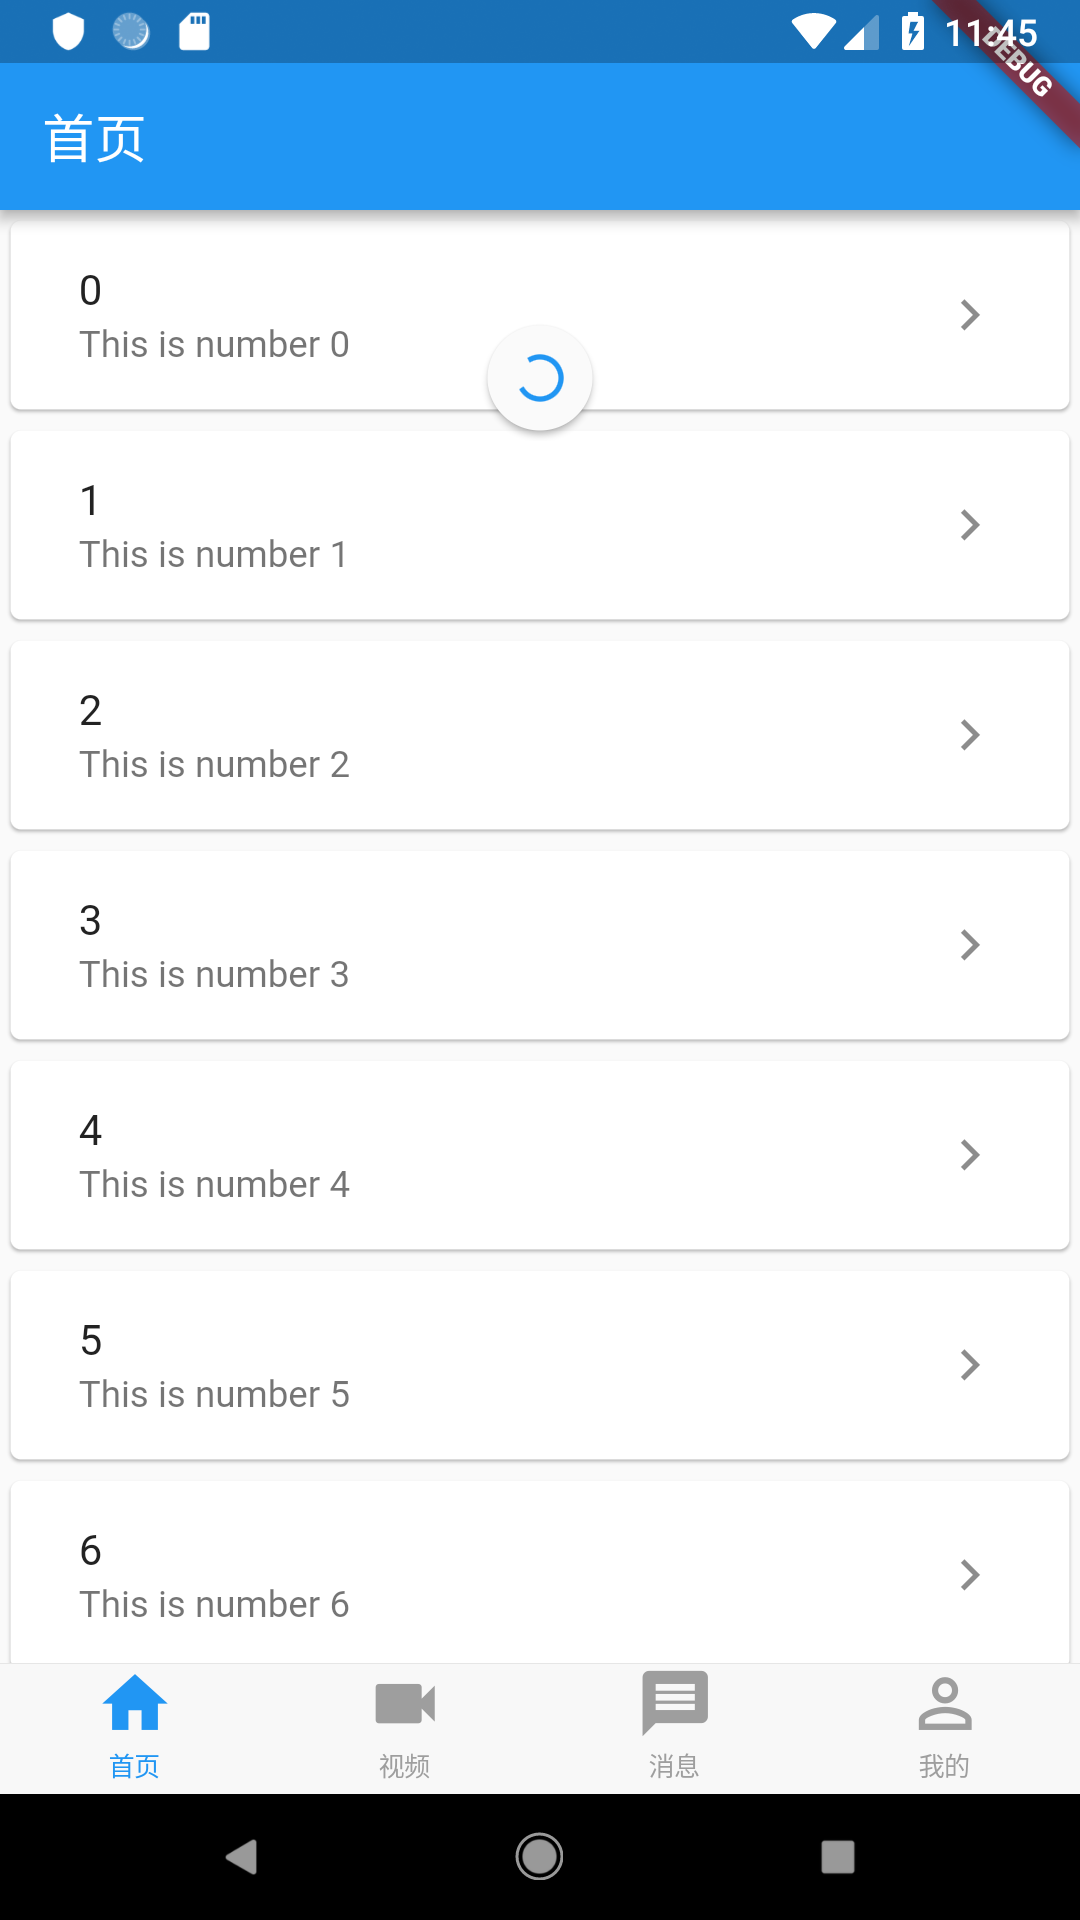 11:45
DEBUG
首页
0
This is number 0
1
This is number 1
2
This is number 2
3
This is number 3
4
This is number 4
5
This is number 5
6
This is number 6
首页 视频 消息 我的